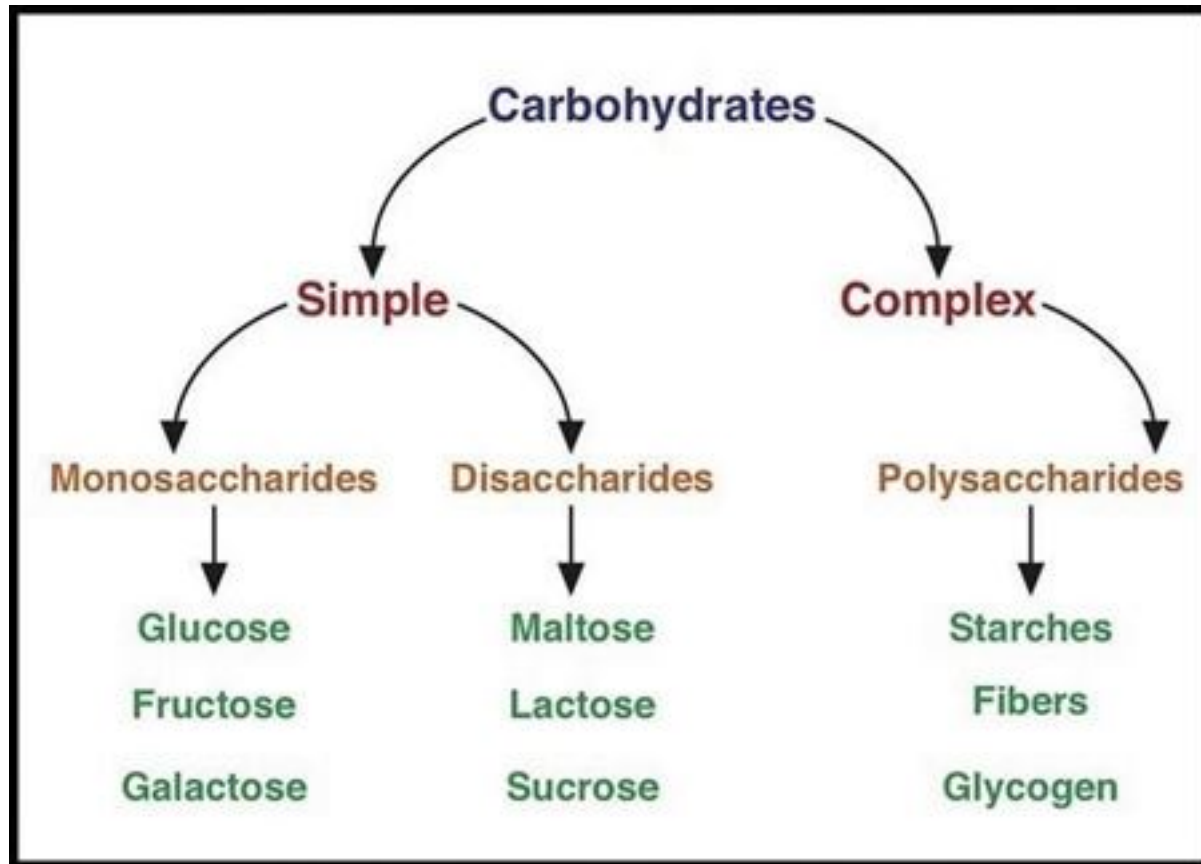 Carbohydrates
Simple
Complex
Monosaccharides
Disaccharides
Polysaccharides
Glucose
Maltose
Starches
Fructose
Lactose
Fibers
Galactose
Sucrose
Glycogen